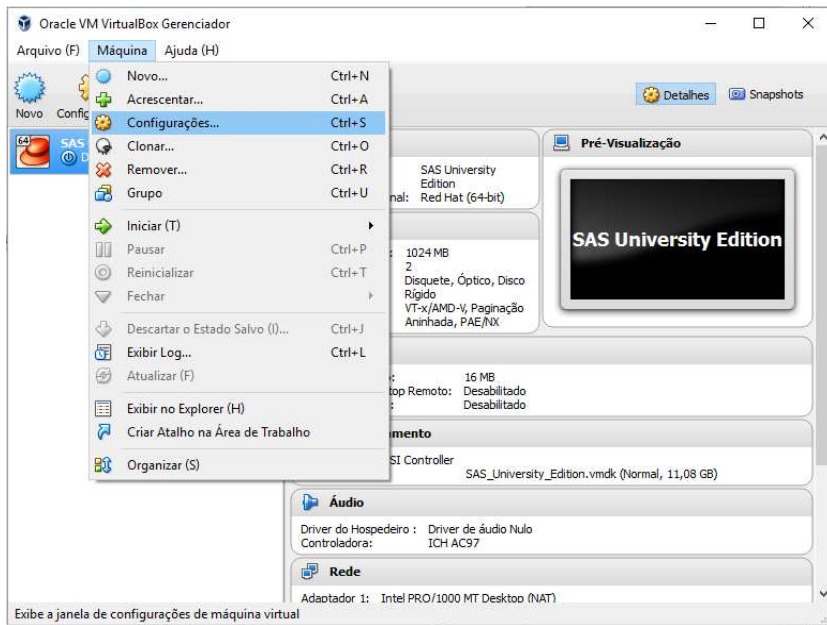 Oracle VM VirtualBox Gerenciador
Arquivo (F) Máquina Ajuda (H)
Novo
Config
Detalhes
Snapshots
Novo... Ctrl+N
Acrescentar... Ctrl+A
Configurações... Ctrl+S
Clonar... Ctrl+O
Remover... Ctrl+R
Grupo Ctrl+U
Iniciar (T)
Pausar Ctrl+P
Reinicializar Ctrl+T
Fechar
Descartar o Estado Salvo (I)... Ctrl+J
Exibir Log... Ctrl+L
Atualizar (F)
Exibir no Explorer (H)
Criar Atalho na Área de Trabalho
Organizar (S)
64
SAS
D
SAS University
Edition
nal: Red Hat (64-bit)
Pré-Visualização
SAS University Edition
: 1024 MB
2
Disquete, Óptico, Disco
Rígido
VT-x/AMD-V, Paginação
Aninhada, PAE/NX
: 16 MB
top Remoto: Desabilitado
: Desabilitado
mento
SI Controller
SAS_University_Edition.vmdk (Normal, 11,08 GB)
Áudio
Driver do Hospedeiro : Driver de áudio Nulo
Controladora: ICH AC97
Rede
Adaptador 1: Intel PRO/1000 MT Desktop (NAT)
Exibe a janela de configurações de máquina virtual